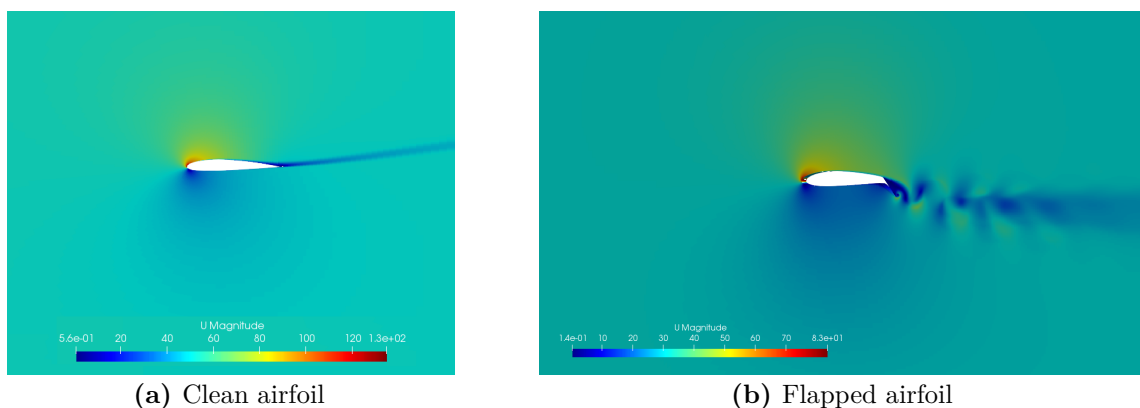 U Magnitude
5.6e-01 20 40 60 80 100 120 1.3e+02
(a) Clean airfoil
U Magnitude
1.4e-01 10 20 30 40 50 60 70 8.3e+01
(b) Flapped airfoil